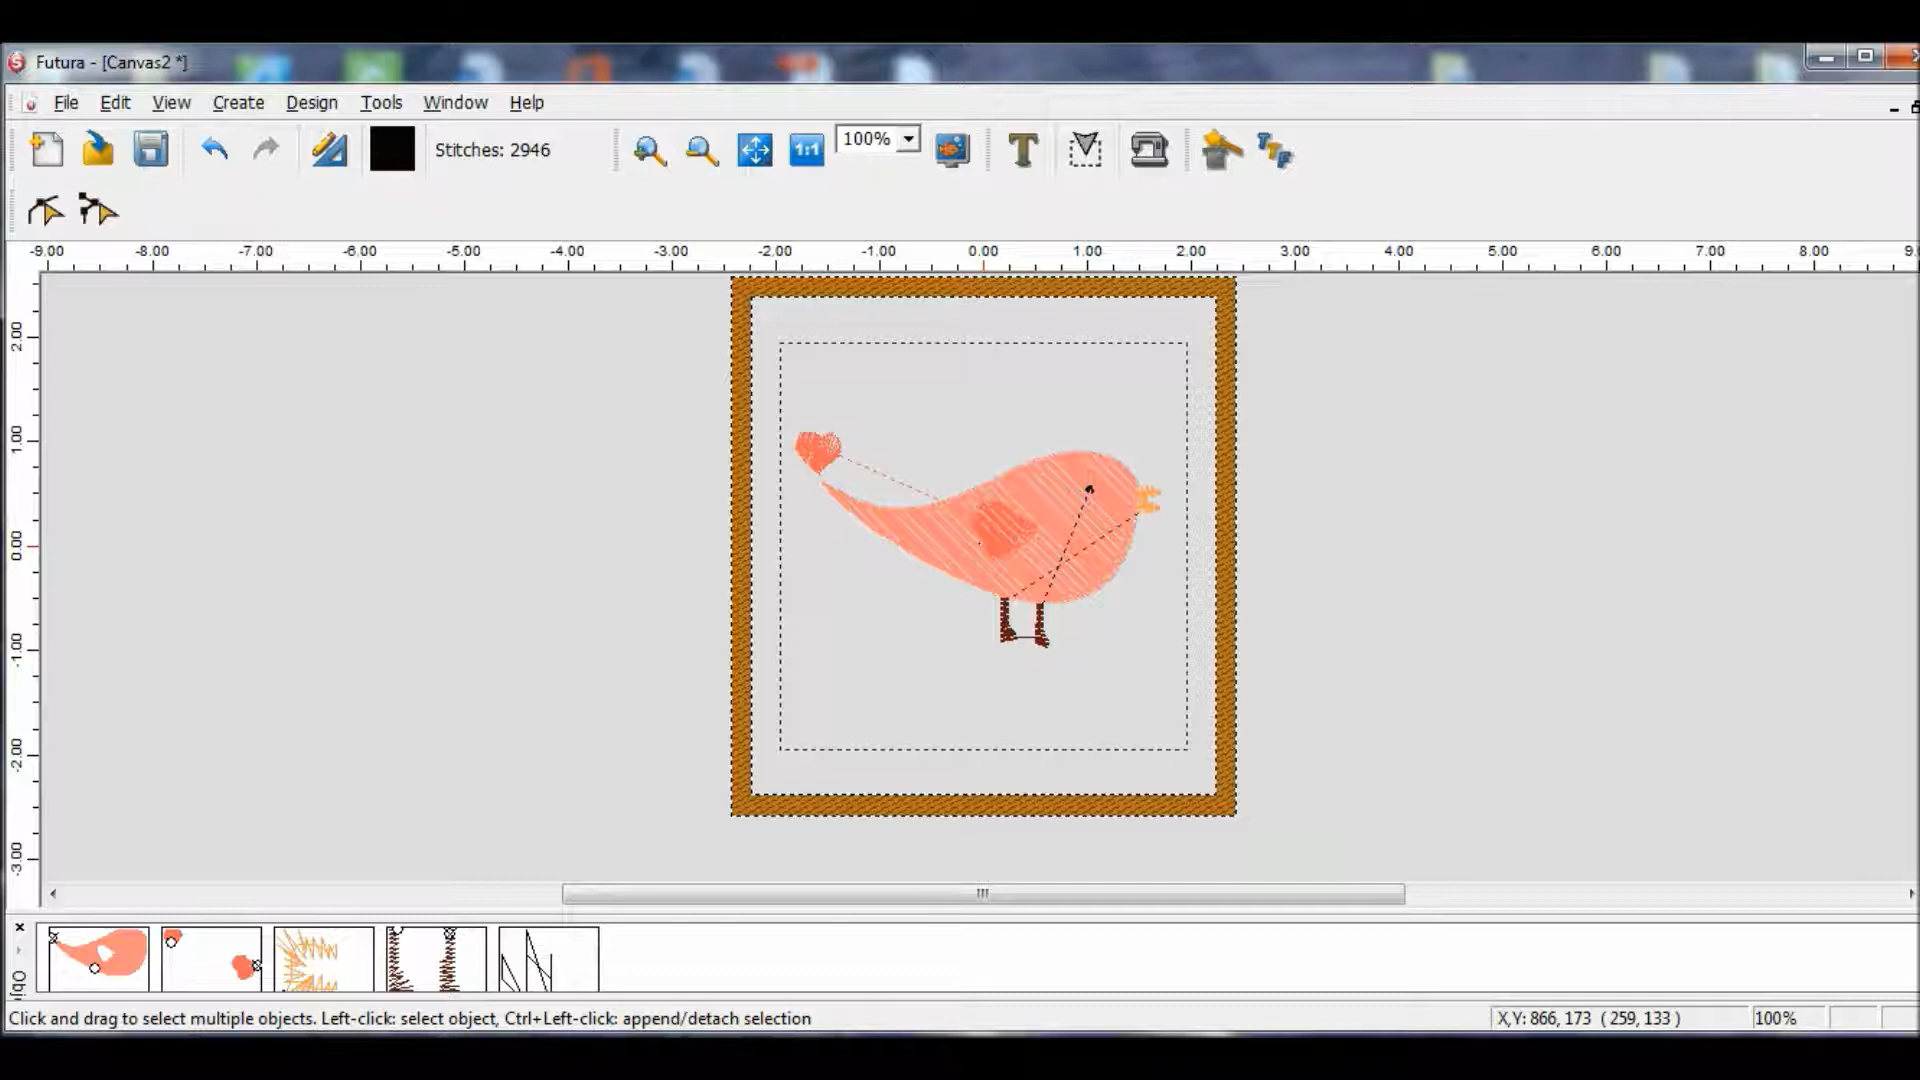 Futura - [Canvas2 *]
File Edit View Create Design Tools Window Help
Stitches: 2946
1:1
100%
T
TTF
-9.00 -8.00 -7.00 -6.00 -5.00 -4.00 -3.00 -2.00 -1.00 0.00 1.00 2.00 3.00 4.00 5.00 6.00 7.00 8.00
2.00
1.00
0.00
-1.00
-2.00
-3.00
Click and drag to select multiple objects. Left-click: select object, Ctrl+Left-click: append/detach selection
X,Y: 866, 173 ( 259, 133 )
100%